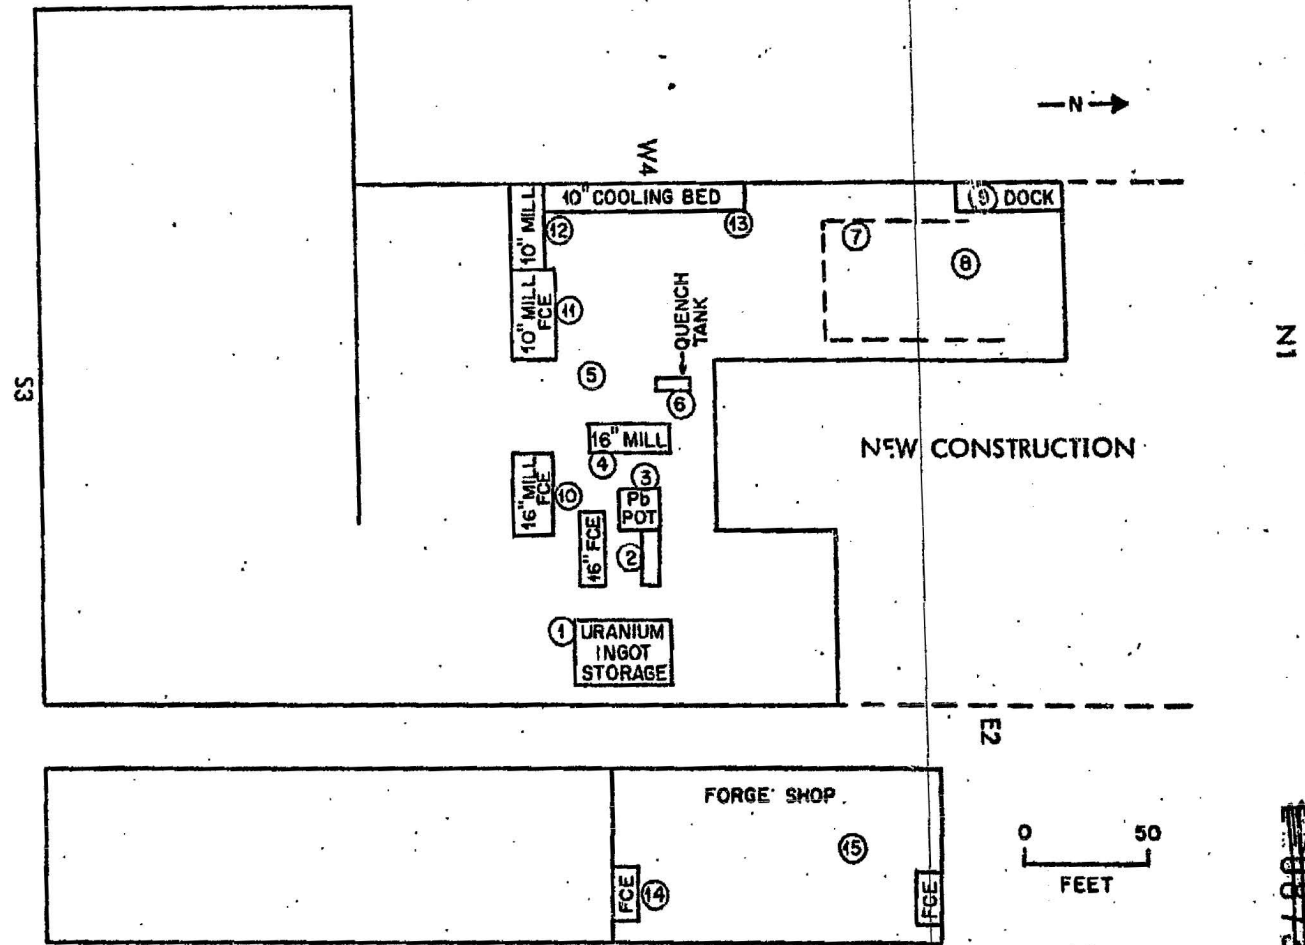 N
W4
10" COOLING BED
9 DOCK
10" MILL
12
13
7
8
10" MILL
FCE
11
QUENCH
TANK
N1
S3
5
6
16" MILL
NEW CONSTRUCTION
4
3
16" MILL
FCE
10
Pb
POT
16" FCE
2
1
URANIUM
INGOT
STORAGE
E2
FORGE SHOP
15
0 50
FEET
FCE
14
FCE